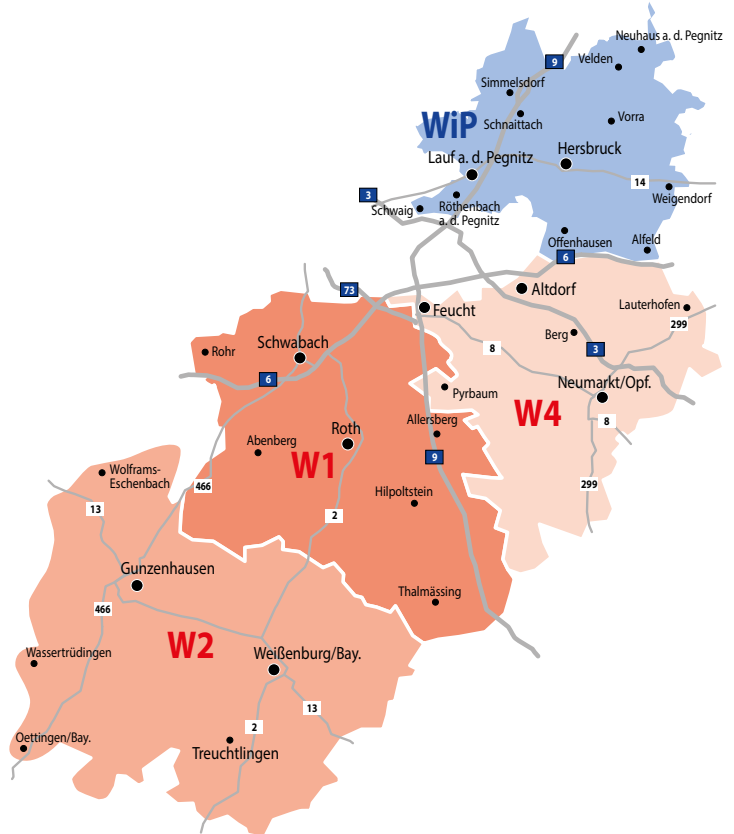 Neuhaus a. d. Pegnitz
Velden
9
Simmelsdorf
WiP
Schnaittach
Vorra
Lauf a. d. Pegnitz
Hersbruck
14
3
Weigendorf
Schwaig
Röthenbach
a. d. Pegnitz
Offenhausen
Alfeld
6
73
Altdorf
Feucht
Lauterhofen
299
Schwabach
Berg
8
3
Rohr
6
Pyrbaum
Neumarkt/Opf.
W4
8
Allersberg
Roth
Abenberg
W1
9
Wolframs-
Eschenbach
466
299
Hilpoltstein
13
2
Gunzenhausen
Thalmässing
466
W2
Wassertrüdingen
Weißenburg/Bay.
13
2
Oettingen/Bay.
Treuchtlingen